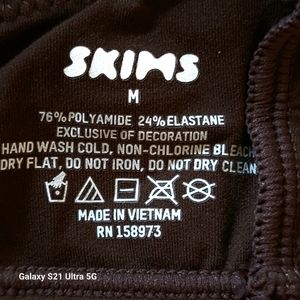 SKIMS
M
76% POLYAMIDE 24% ELASTANE
EXCLUSIVE OF DECORATION
HAND WASH COLD, NON-CHLORINE BLEACH
DRY FLAT, DO NOT IRON, DO NOT DRY CLEAN
MADE IN VIETNAM
RN 158973
Galaxy S21 Ultra 5G